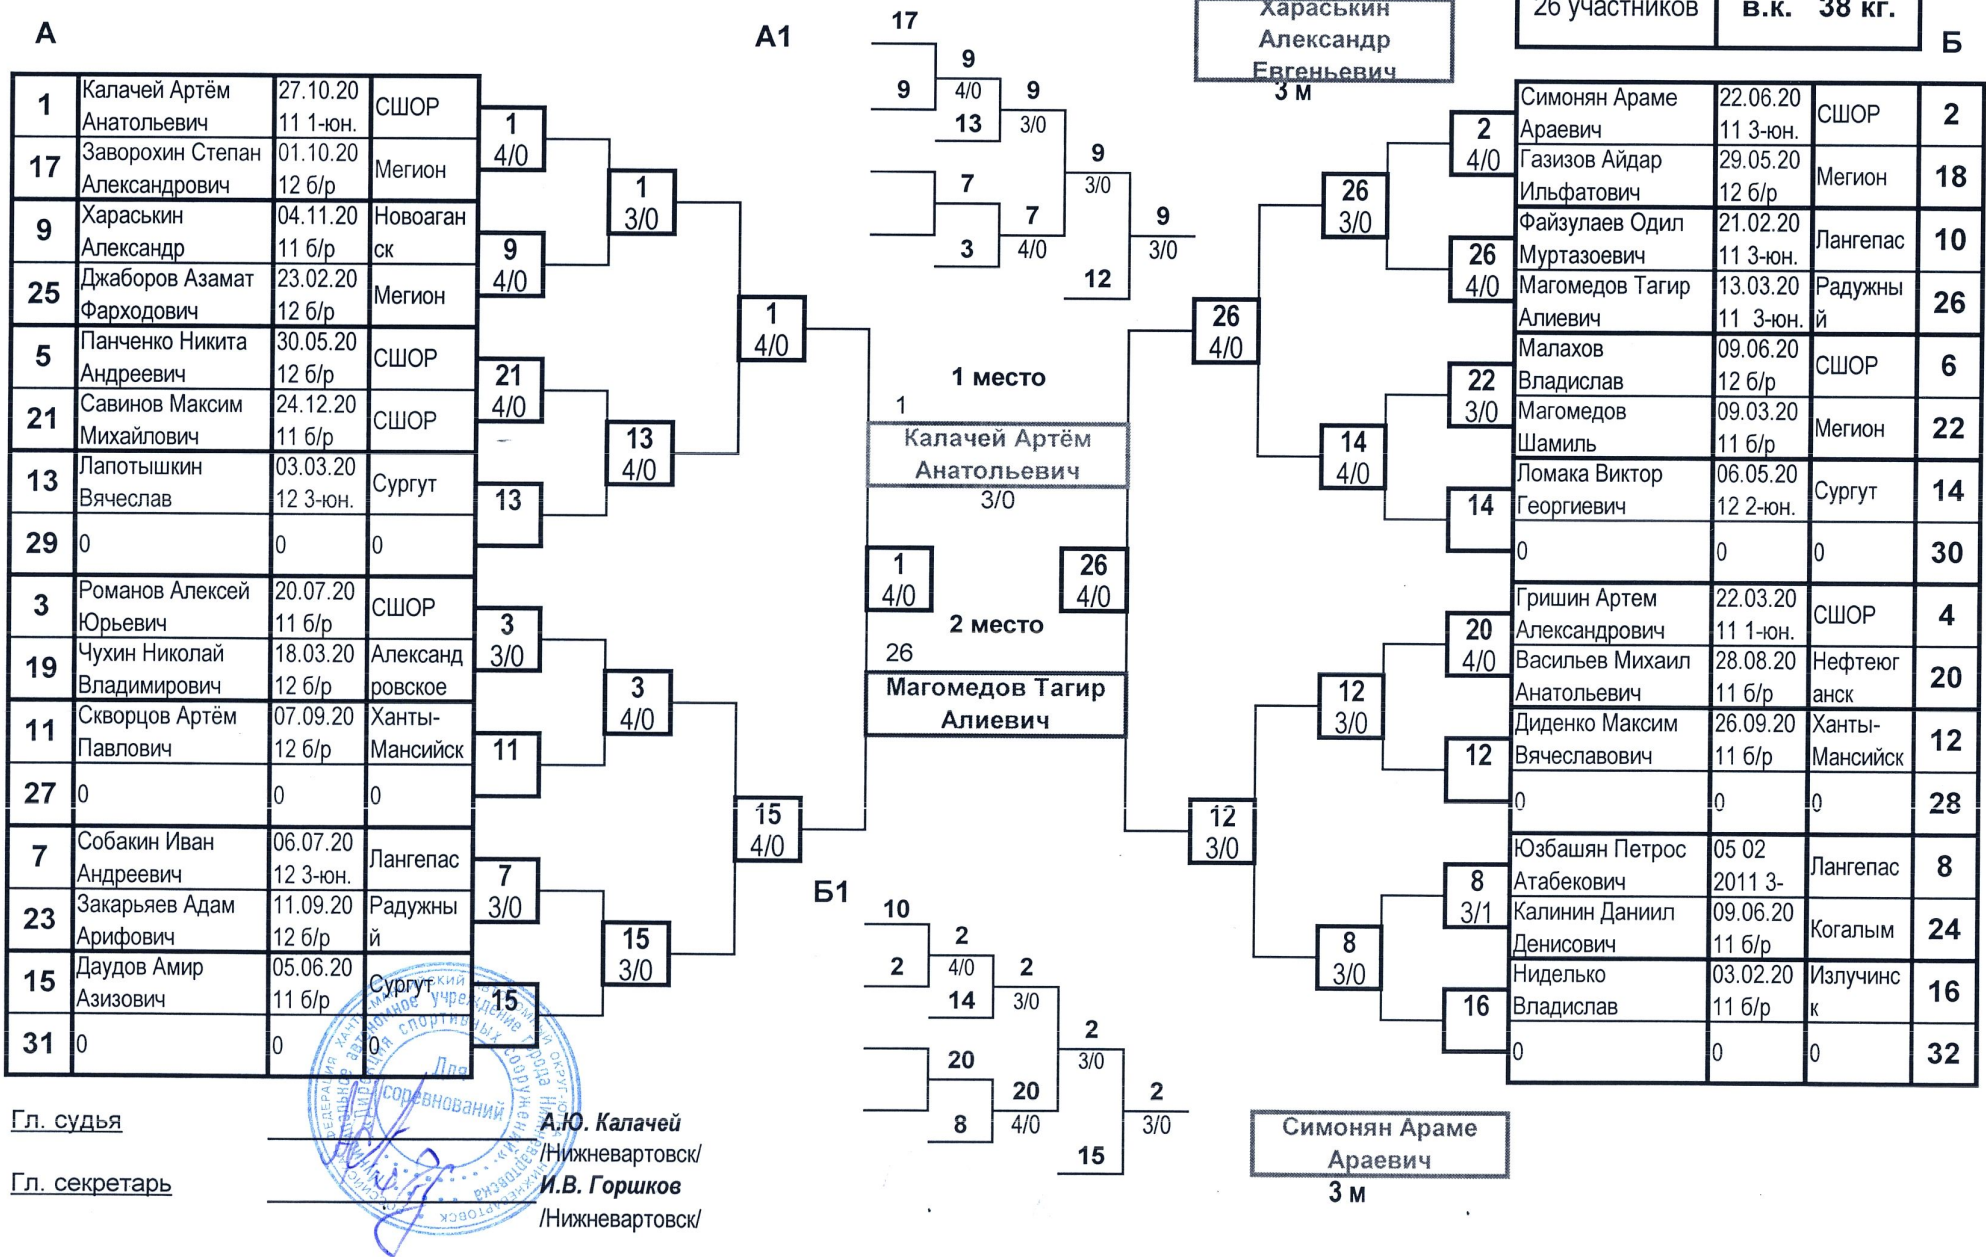 А
1
Калачей Артём
Анатольевич
27.10.20
11 1-юн.
СШОР
17
Заворохин Степан
Александрович
01.10.20
12 б/р
Мегион
9
Хараськин
Александр
04.11.20
11 б/р
Новоаган
ск
25
Джаборов Азамат
Фарходович
23.02.20
12 б/р
Мегион
5
Панченко Никита
Андреевич
30.05.20
12 б/р
СШОР
21
Савинов Максим
Михайлович
24.12.20
11 б/р
СШОР
13
Лапотышкин
Вячеслав
03.03.20
12 3-юн.
Сургут
29
0
0
0
3
Романов Алексей
Юрьевич
20.07.20
11 б/р
СШОР
19
Чухин Николай
Владимирович
18.03.20
12 б/р
Александ
ровское
11
Скворцов Артём
Павлович
07.09.20
12 б/р
Ханты-
Мансийск
27
0
0
0
7
Собакин Иван
Андреевич
06.07.20
12 3-юн.
Лангепас
23
Закарьяев Адам
Арифович
11.09.20
12 б/р
Радужны
й
15
Даудов Амир
Азизович
05.06.20
11 б/р
Сургут
31
0
0
0
1
4/0
9
4/0
21
4/0
13
3
3/0
11
7
3/0
15
1
3/0
13
4/0
3
4/0
15
3/0
1
4/0
15
4/0
А1
17
9
9
4/0
13
9
3/0
7
3
7
4/0
9
3/0
12
9
3/0
Хараськин
Александр
Евгеньевич
3 м
1 место
1
Калачей Артём
Анатольевич
3/0
1
4/0
26
4/0
2 место
26
Магомедов Тагир
Алиевич
Б1
10
2
2
4/0
14
2
3/0
20
8
20
4/0
2
3/0
15
2
3/0
Симонян Араме
Араевич
3 м
26
4/0
12
3/0
26
3/0
14
4/0
12
3/0
8
3/0
2
4/0
26
4/0
22
3/0
14
20
4/0
12
8
3/1
16
26 участников
в.к. 38 кг.
Б
Симонян Араме
Араевич
22.06.20
11 3-юн.
СШОР
2
Газизов Айдар
Ильфатович
29.05.20
12 б/р
Мегион
18
Файзулаев Одил
Муртазоевич
21.02.20
11 3-юн.
Лангепас
10
Магомедов Тагир
Алиевич
13.03.20
11 3-юн.
Радужны
й
26
Малахов
Владислав
09.06.20
12 б/р
СШОР
6
Магомедов
Шамиль
09.03.20
11 б/р
Мегион
22
Ломака Виктор
Георгиевич
06.05.20
12 2-юн.
Сургут
14
0
0
0
30
Гришин Артем
Александрович
22.03.20
11 1-юн.
СШОР
4
Васильев Михаил
Анатольевич
28.08.20
11 б/р
Нефтеюг
анск
20
Диденко Максим
Вячеславович
26.09.20
11 б/р
Ханты-
Мансийск
12
0
0
0
28
Юзбашян Петрос
Атабекович
05 02
2011 3-
Лангепас
8
Калинин Даниил
Денисович
09.06.20
11 б/р
Когалым
24
Ниделько
Владислав
03.02.20
11 б/р
Излучинс
к
16
0
0
0
32
Гл. судья
А.Ю. Калачей
/Нижневартовск/
Гл. секретарь
И.В. Горшков
/Нижневартовск/
Для
соревнований